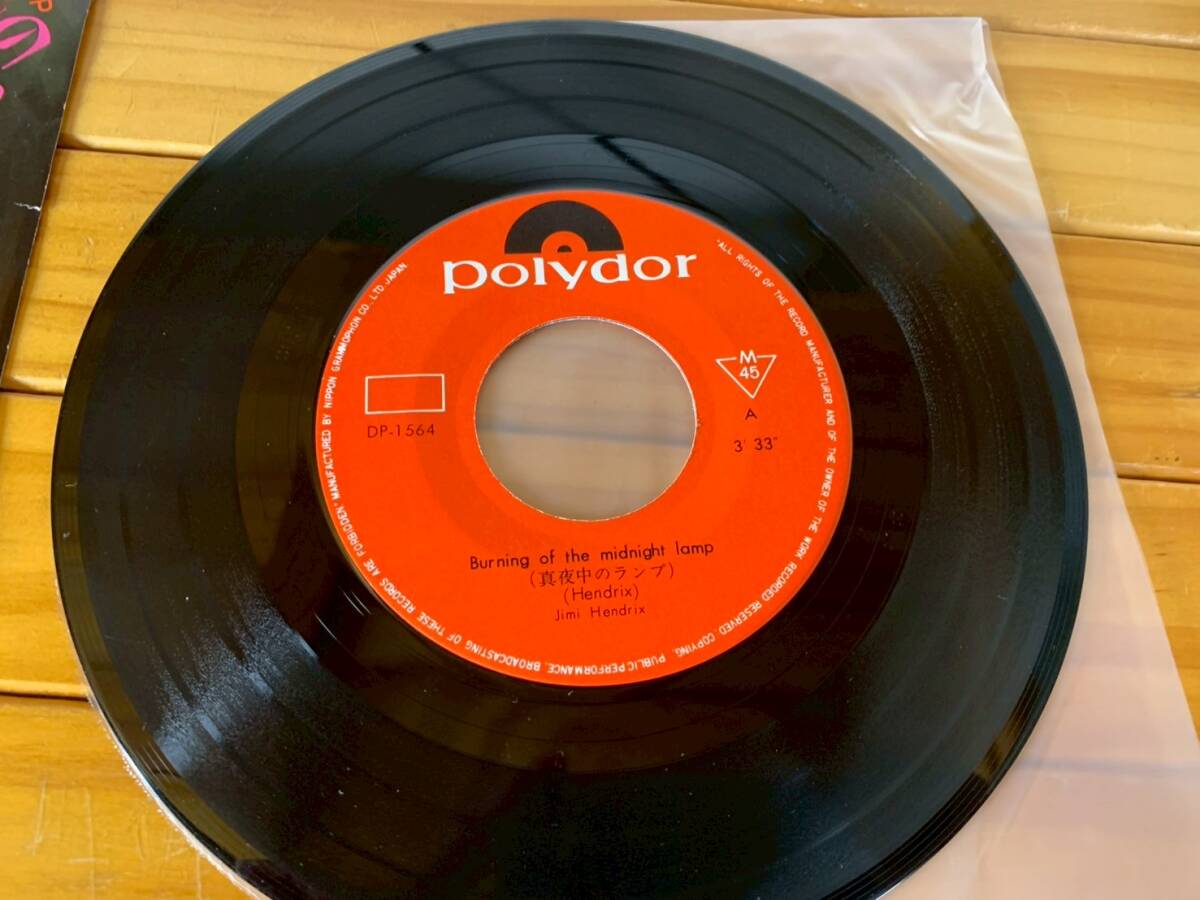 polydor
M
45
A
3' 33"
DP-1564
Burning of the midnight lamp
(真夜中のランプ)
(Hendrix)
Jimi Hendrix
"ALL RIGHTS OF THE RECORD MANUFACTURER AND OF THE OWNER OF THE WORK RECORDED RESERVED COPYING, PUBLIC PERFORMANCE, BROADCASTING OF THESE RECORDS ARE FORBIDDEN" MANUFACTURED BY NIPPON GRAMMOPHON CO., LTD. JAPAN.
P